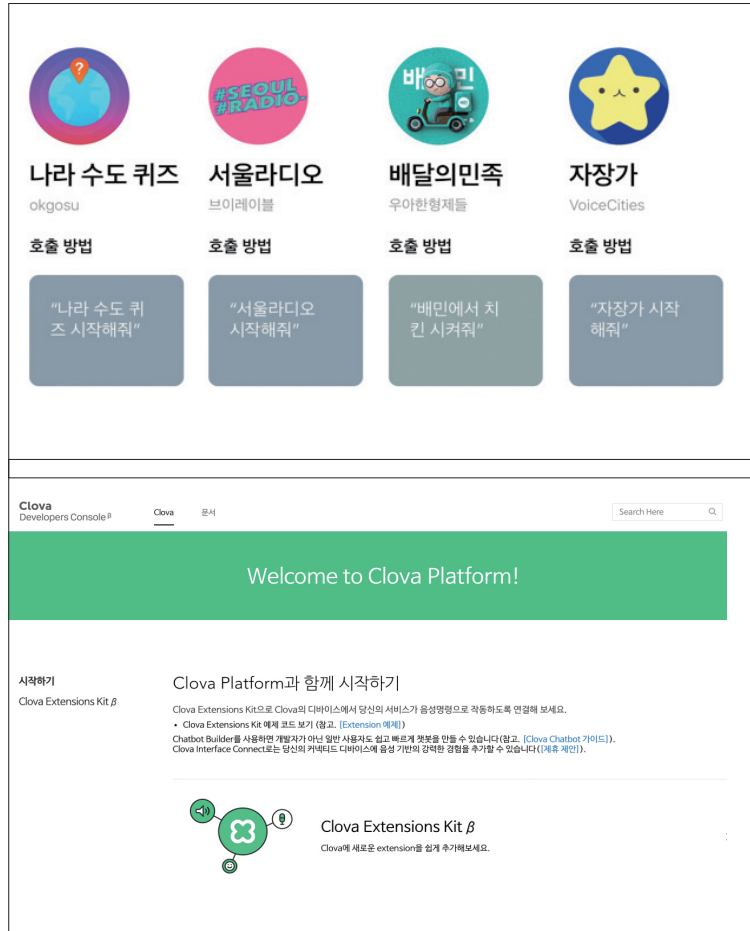 ?
#SEOUL
#RADIO-
배민
나라 수도 퀴즈
okgosu
호출 방법
“나라 수도 퀴
즈 시작해줘”
서울라디오
브이레이블
호출 방법
“서울라디오
시작해줘”
배달의민족
우아한형제들
호출 방법
“배민에서 치
킨 시켜줘”
자장가
VoiceCities
호출 방법
“자장가 시작
해줘”
Clova
Developers Console β
Clova
문서
Search Here
Welcome to Clova Platform!
시작하기
Clova Extensions Kit β
Clova Platform과 함께 시작하기
Clova Extensions Kit으로 Clova의 디바이스에서 당신의 서비스가 음성명령으로 작동하도록 연결해 보세요.
• Clova Extensions Kit 예제 코드 보기 (참고. [Extension 예제])
Chatbot Builder를 사용하면 개발자가 아닌 일반 사용자도 쉽고 빠르게 챗봇을 만들 수 있습니다(참고. [Clova Chatbot 가이드]).
Clova Interface Connect로는 당신의 커넥티드 디바이스에 음성 기반의 강력한 경험을 추가할 수 있습니다([제휴 제안]).
Clova Extensions Kit β
Clova에 새로운 extension을 쉽게 추가해보세요.